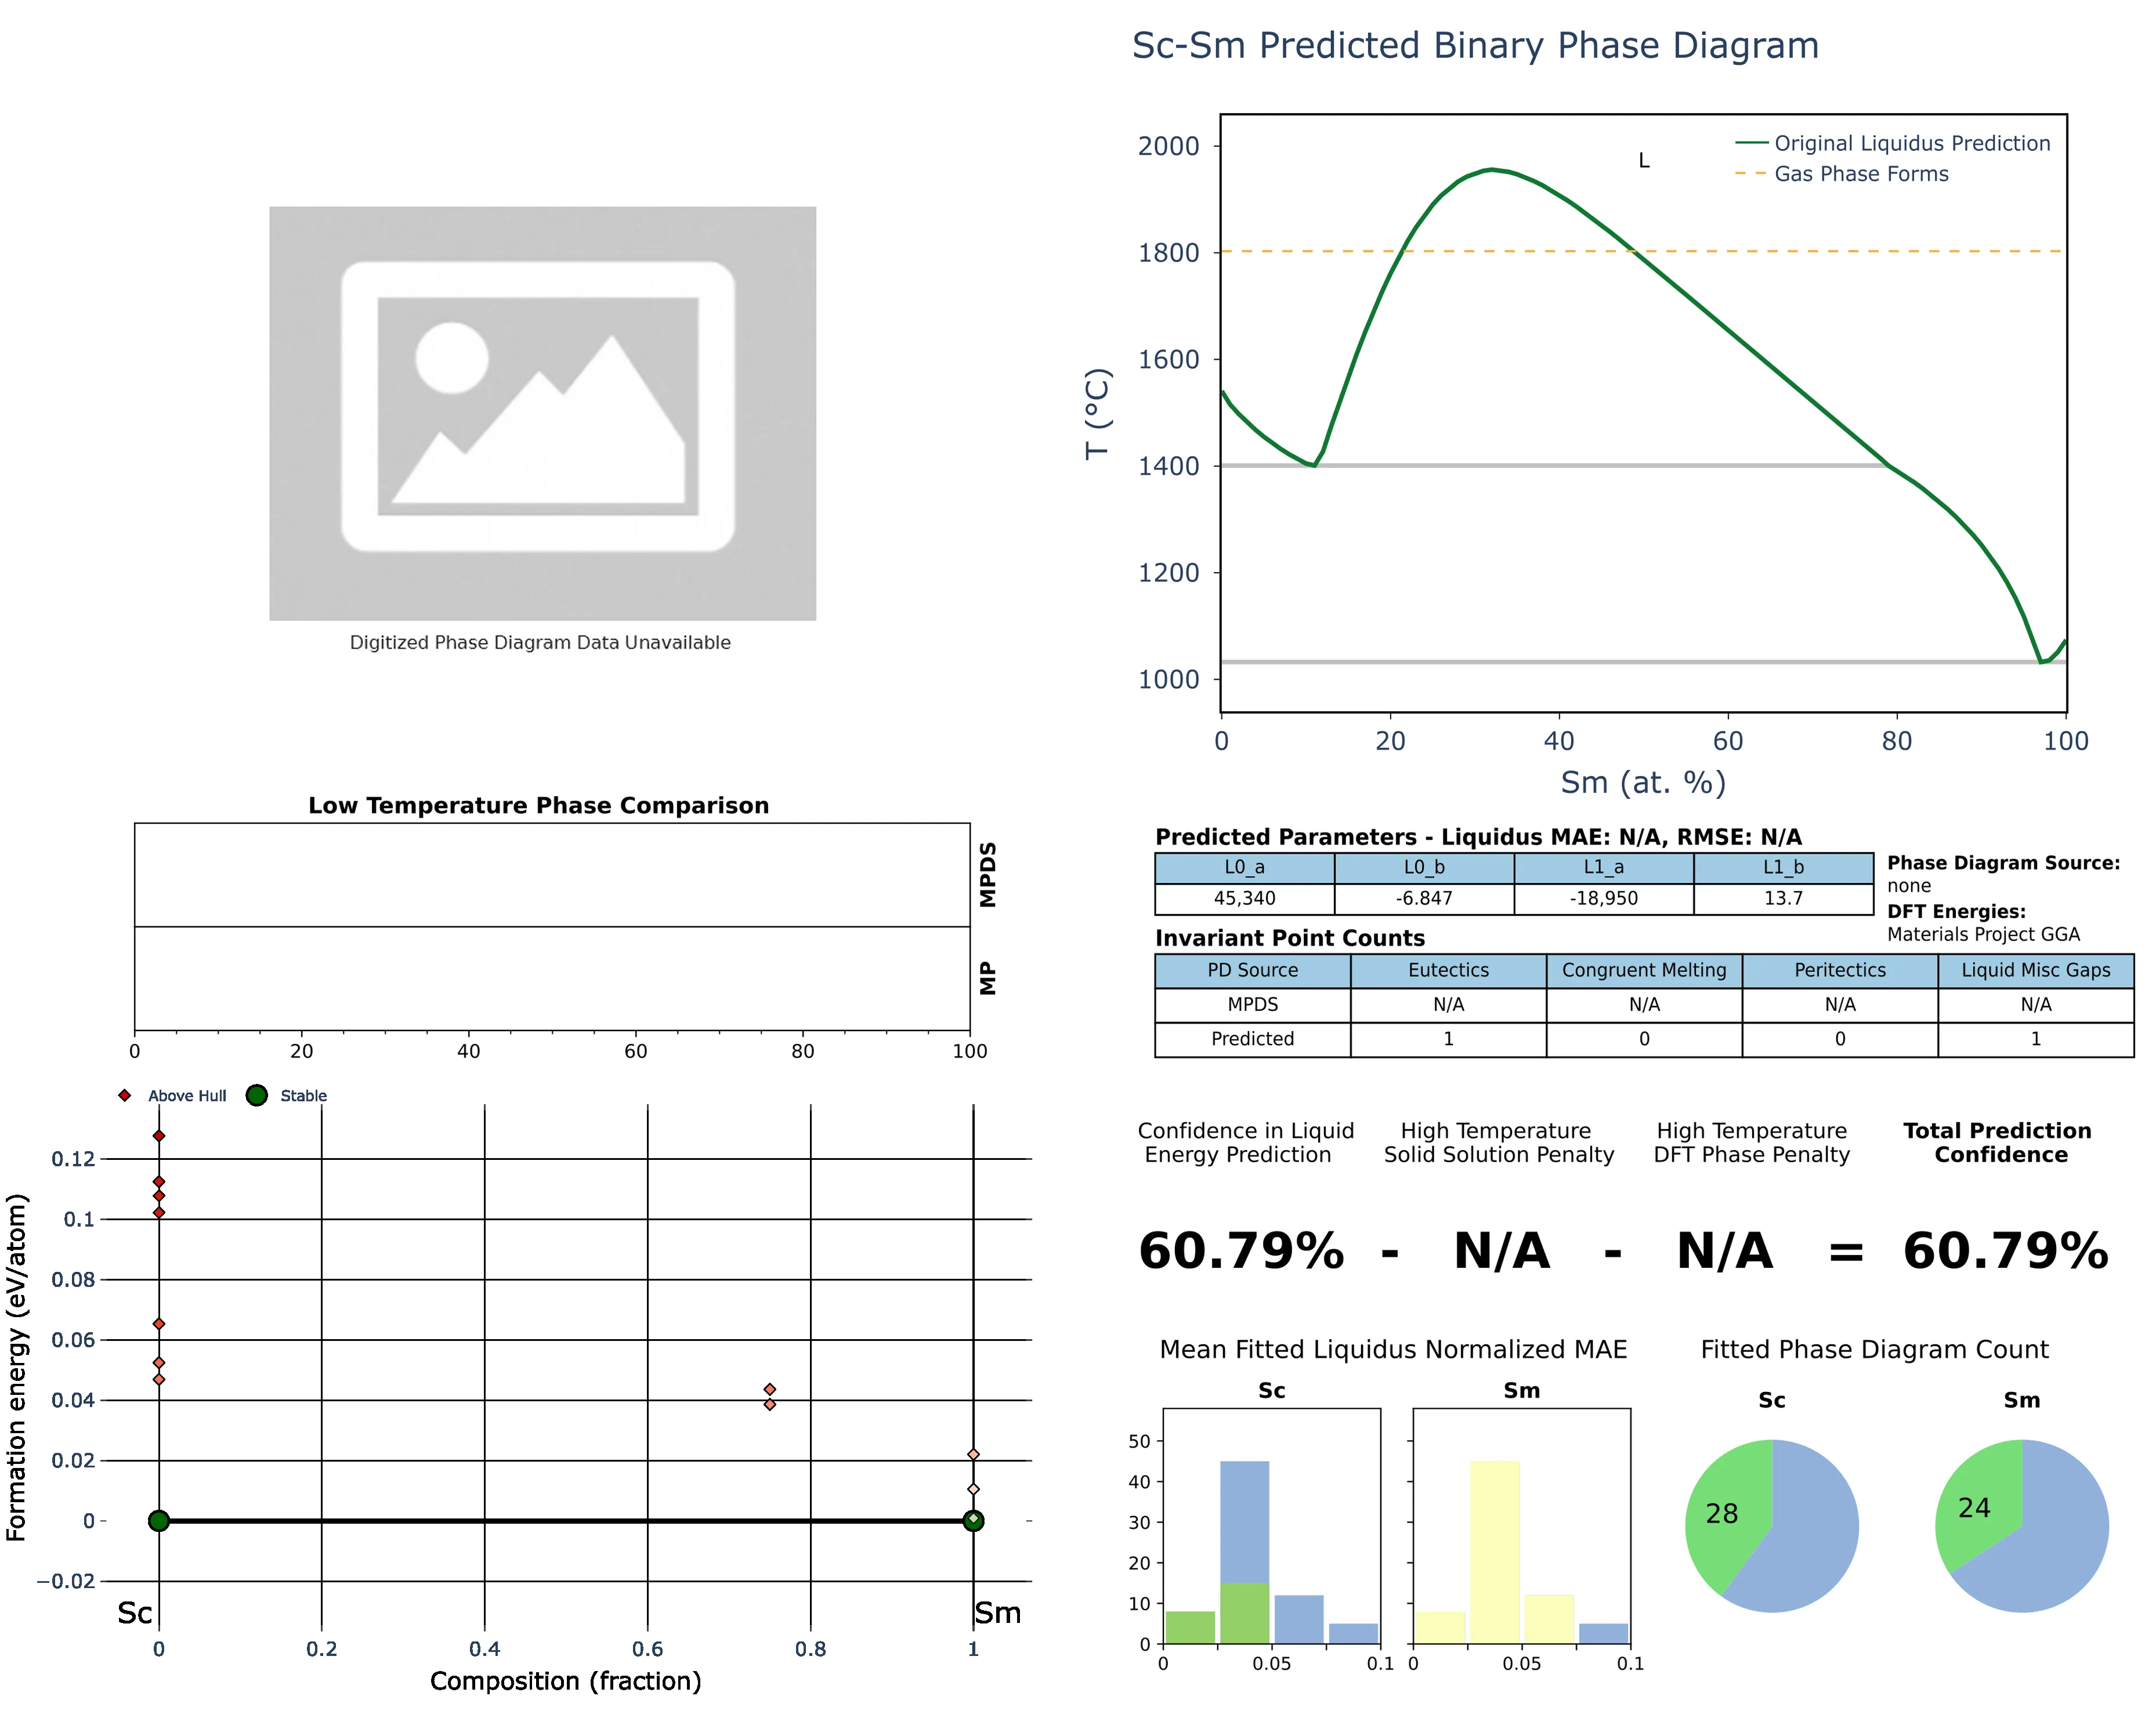 Sc-Sm Predicted Binary Phase Diagram
Digitized Phase Diagram Data Unavailable
2000
1800
1600
1400
1200
1000
T (°C)
L
Original Liquidus Prediction
Gas Phase Forms
0 20 40 60 80 100
Sm (at. %)
Low Temperature Phase Comparison
MPDS
MP
0 20 40 60 80 100
Predicted Parameters - Liquidus MAE: N/A, RMSE: N/A
L0_a L0_b L1_a L1_b
45,340 -6.847 -18,950 13.7
Phase Diagram Source:
none
DFT Energies:
Materials Project GGA
Invariant Point Counts
PD Source Eutectics Congruent Melting Peritectics Liquid Misc Gaps
MPDS N/A N/A N/A N/A
Predicted 1 0 0 1
Above Hull Stable
0.12
0.1
0.08
0.06
0.04
0.02
0
−0.02
Formation energy (eV/atom)
Sc Sm
0 0.2 0.4 0.6 0.8 1
Composition (fraction)
Confidence in Liquid
Energy Prediction
High Temperature
Solid Solution Penalty
High Temperature
DFT Phase Penalty
Total Prediction
Confidence
60.79% - N/A - N/A = 60.79%
Mean Fitted Liquidus Normalized MAE
Sc Sm
50
40
30
20
10
0
0 0.05 0.1 0 0.05 0.1
Fitted Phase Diagram Count
Sc Sm
28 24